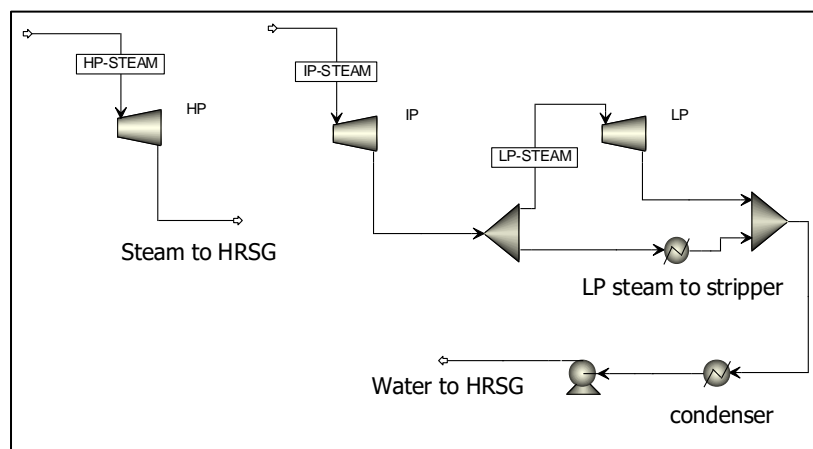 HP-STEAM
HP
Steam to HRSG
IP-STEAM
IP
LP-STEAM
LP
LP steam to stripper
Water to HRSG
condenser